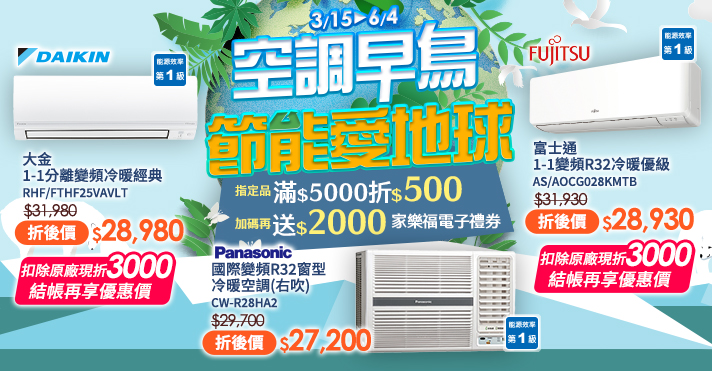 3/15▶6/4
空調早鳥
節能愛地球
指定品 滿$5000折$500
加碼再送$2000 家樂福電子禮券
DAIKIN
能源效率
第1級
大金
1-1分離變頻冷暖經典
RHF/FTHF25VAVLT
$31,980
折後價 $28,980
扣除原廠現折3000
結帳再享優惠價
FUJITSU
能源效率
第1級
富士通
1-1變頻R32冷暖優級
AS/AOCG028KMTB
$31,930
折後價 $28,930
扣除原廠現折3000
結帳再享優惠價
Panasonic
國際變頻R32窗型
冷暖空調(右吹)
CW-R28HA2
$29,700
折後價 $27,200
Panasonic
能源效率
第1級